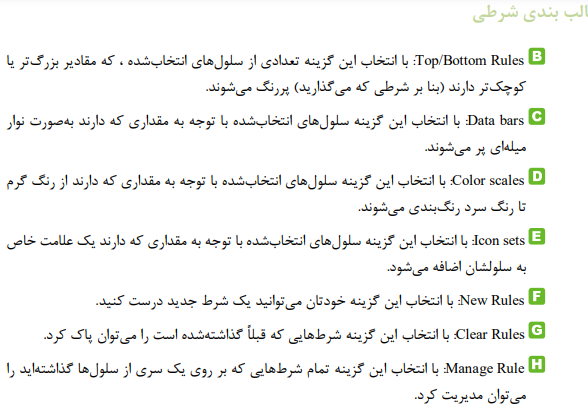 الب بندی شرطی
B Top/Bottom Rules: با انتخاب این گزینه تعدادی از سلول‌های انتخاب‌شده ، که مقادیر بزرگ‌تر یا
کوچک‌تر دارند (بنا بر شرطی که می‌گذارید) پررنگ می‌شوند.
C Data bars: با انتخاب این گزینه سلول‌های انتخاب‌شده با توجه به مقداری که دارند به‌صورت نوار
میله‌ای پر می‌شوند.
D Color scales: با انتخاب این گزینه سلول‌های انتخاب‌شده با توجه به مقداری که دارند از رنگ گرم
تا رنگ سرد رنگ‌بندی می‌شوند.
E Icon sets: با انتخاب این گزینه سلول‌های انتخاب‌شده با توجه به مقداری که دارند یک علامت خاص
به سلولشان اضافه می‌شود.
F New Rules: با انتخاب این گزینه خودتان می‌توانید یک شرط جدید درست کنید.
G Clear Rules: با انتخاب این گزینه شرط‌هایی که قبلاً گذاشته‌شده است را می‌توان پاک کرد.
H Manage Rule: با انتخاب این گزینه تمام شرط‌هایی که بر روی یک سری از سلول‌ها گذاشته‌اید را
می‌توان مدیریت کرد.